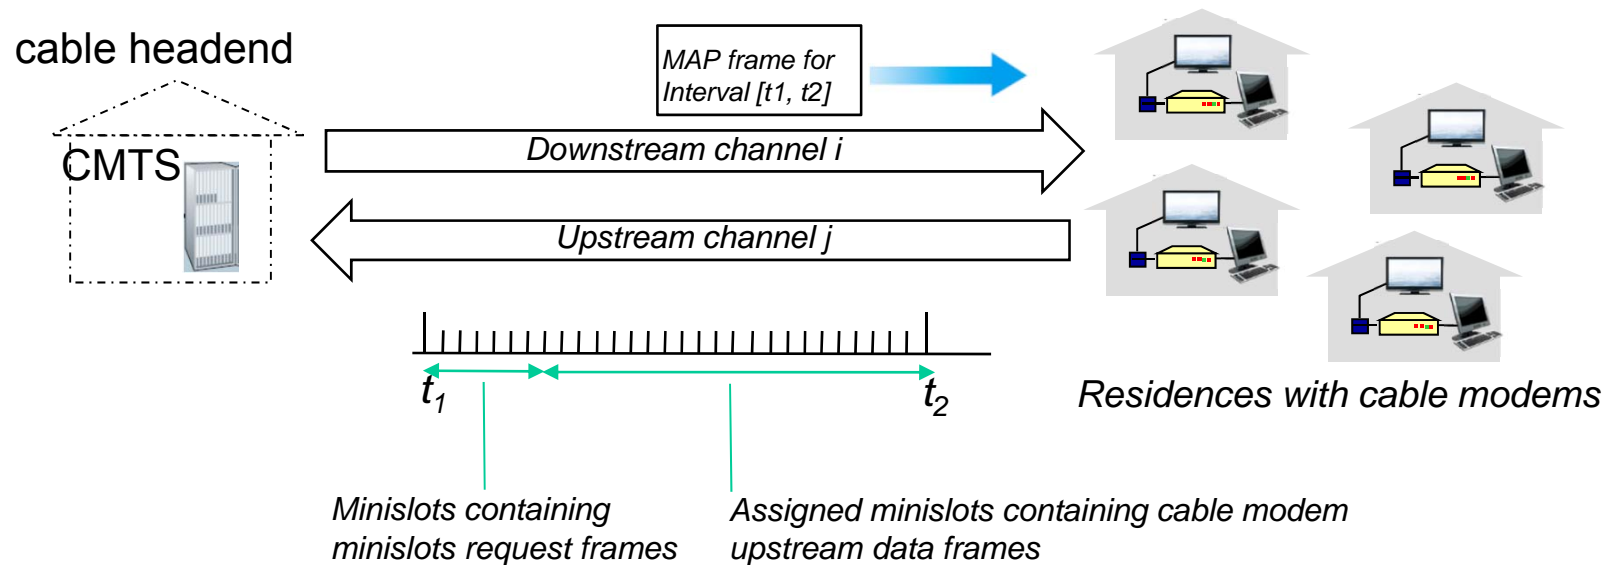 cable headend
MAP frame for
Interval [t1, t2]
CMTS
Downstream channel i
Upstream channel j
t1
t2
Residences with cable modems
Minislots containing
minislots request frames
Assigned minislots containing cable modem
upstream data frames